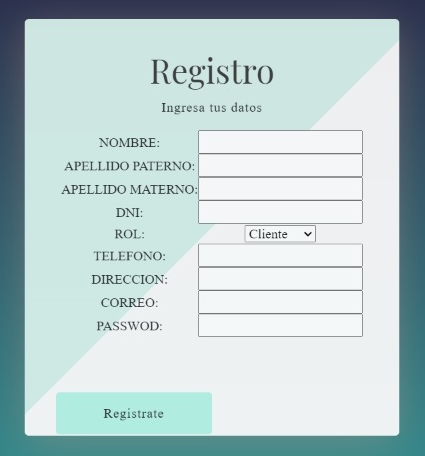 Registro
Ingresa tus datos
NOMBRE:
APELLIDO PATERNO:
APELLIDO MATERNO:
DNI:
ROL: Cliente
TELEFONO:
DIRECCION:
CORREO:
PASSWOD:
Registrate